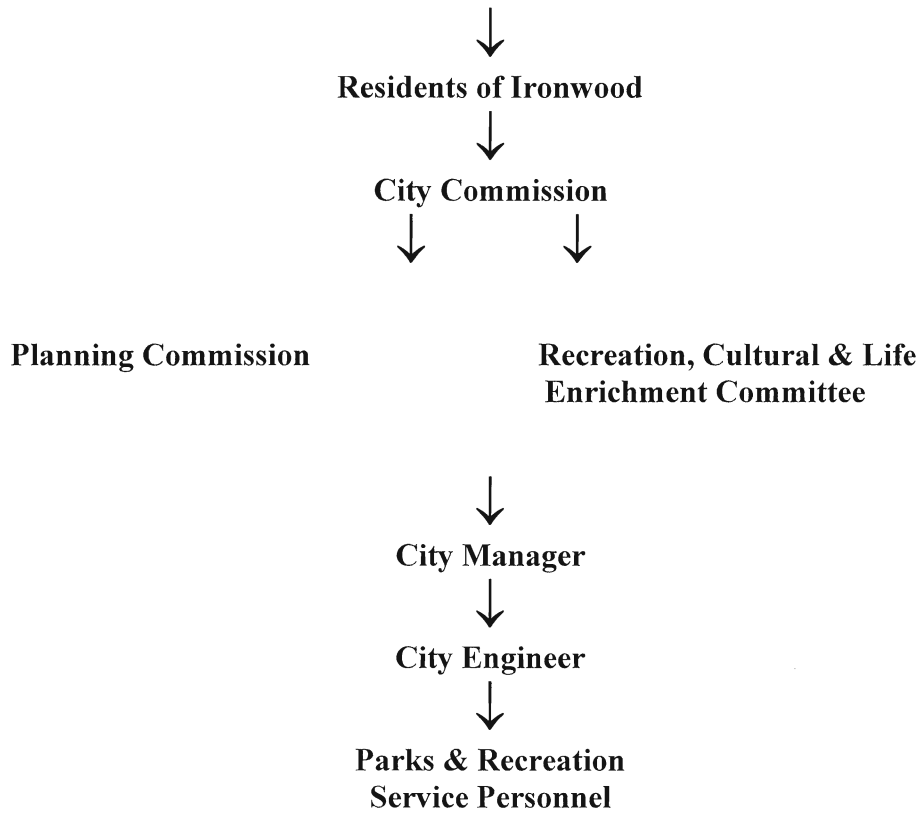 Residents of Ironwood
City Commission
Planning Commission
Recreation, Cultural & Life
Enrichment Committee
City Manager
City Engineer
Parks & Recreation
Service Personnel